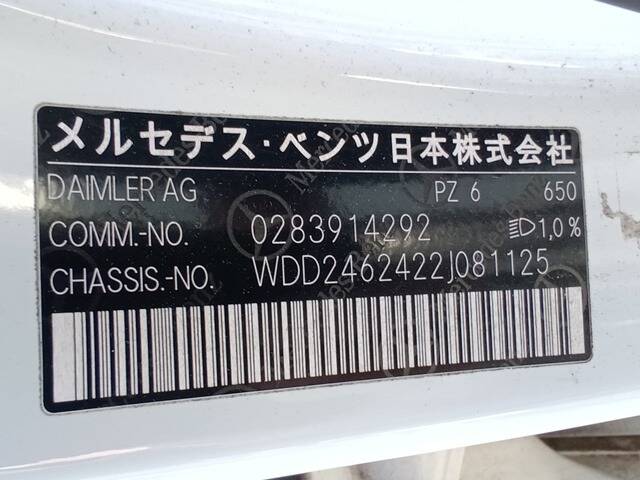 メルセデス・ベンツ日本株式会社
DAIMLER AG PZ 6 650
COMM.-NO. 0283914292 1,0%
CHASSIS.-NO. WDD2462422J081125